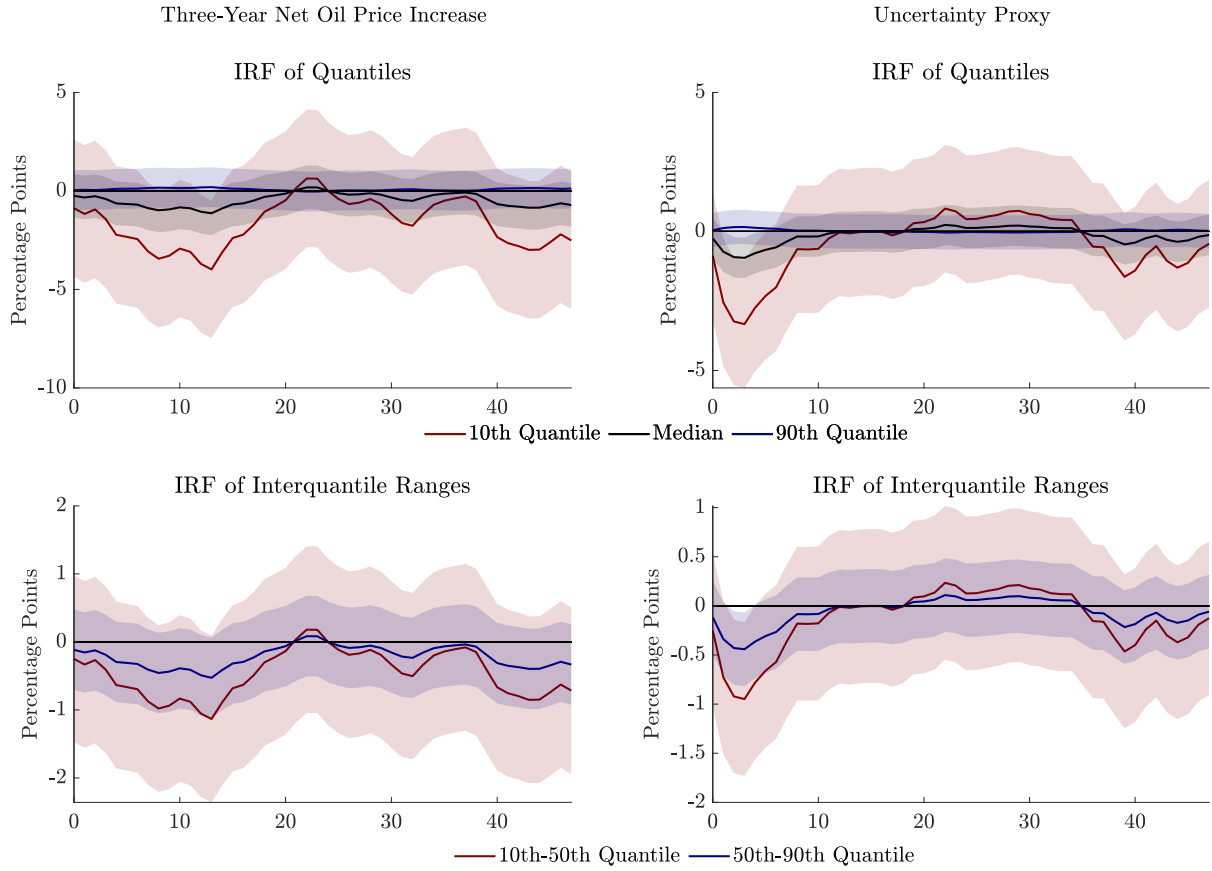 Three-Year Net Oil Price Increase
Uncertainty Proxy
IRF of Quantiles
IRF of Quantiles
Percentage Points
5
0
-5
-10
0 10 20 30 40
Percentage Points
5
0
-5
0 10 20 30 40
10th Quantile Median 90th Quantile
IRF of Interquantile Ranges
IRF of Interquantile Ranges
Percentage Points
2
1
0
-1
-2
0 10 20 30 40
Percentage Points
1
0.5
0
-0.5
-1
-1.5
-2
0 10 20 30 40
10th-50th Quantile 50th-90th Quantile